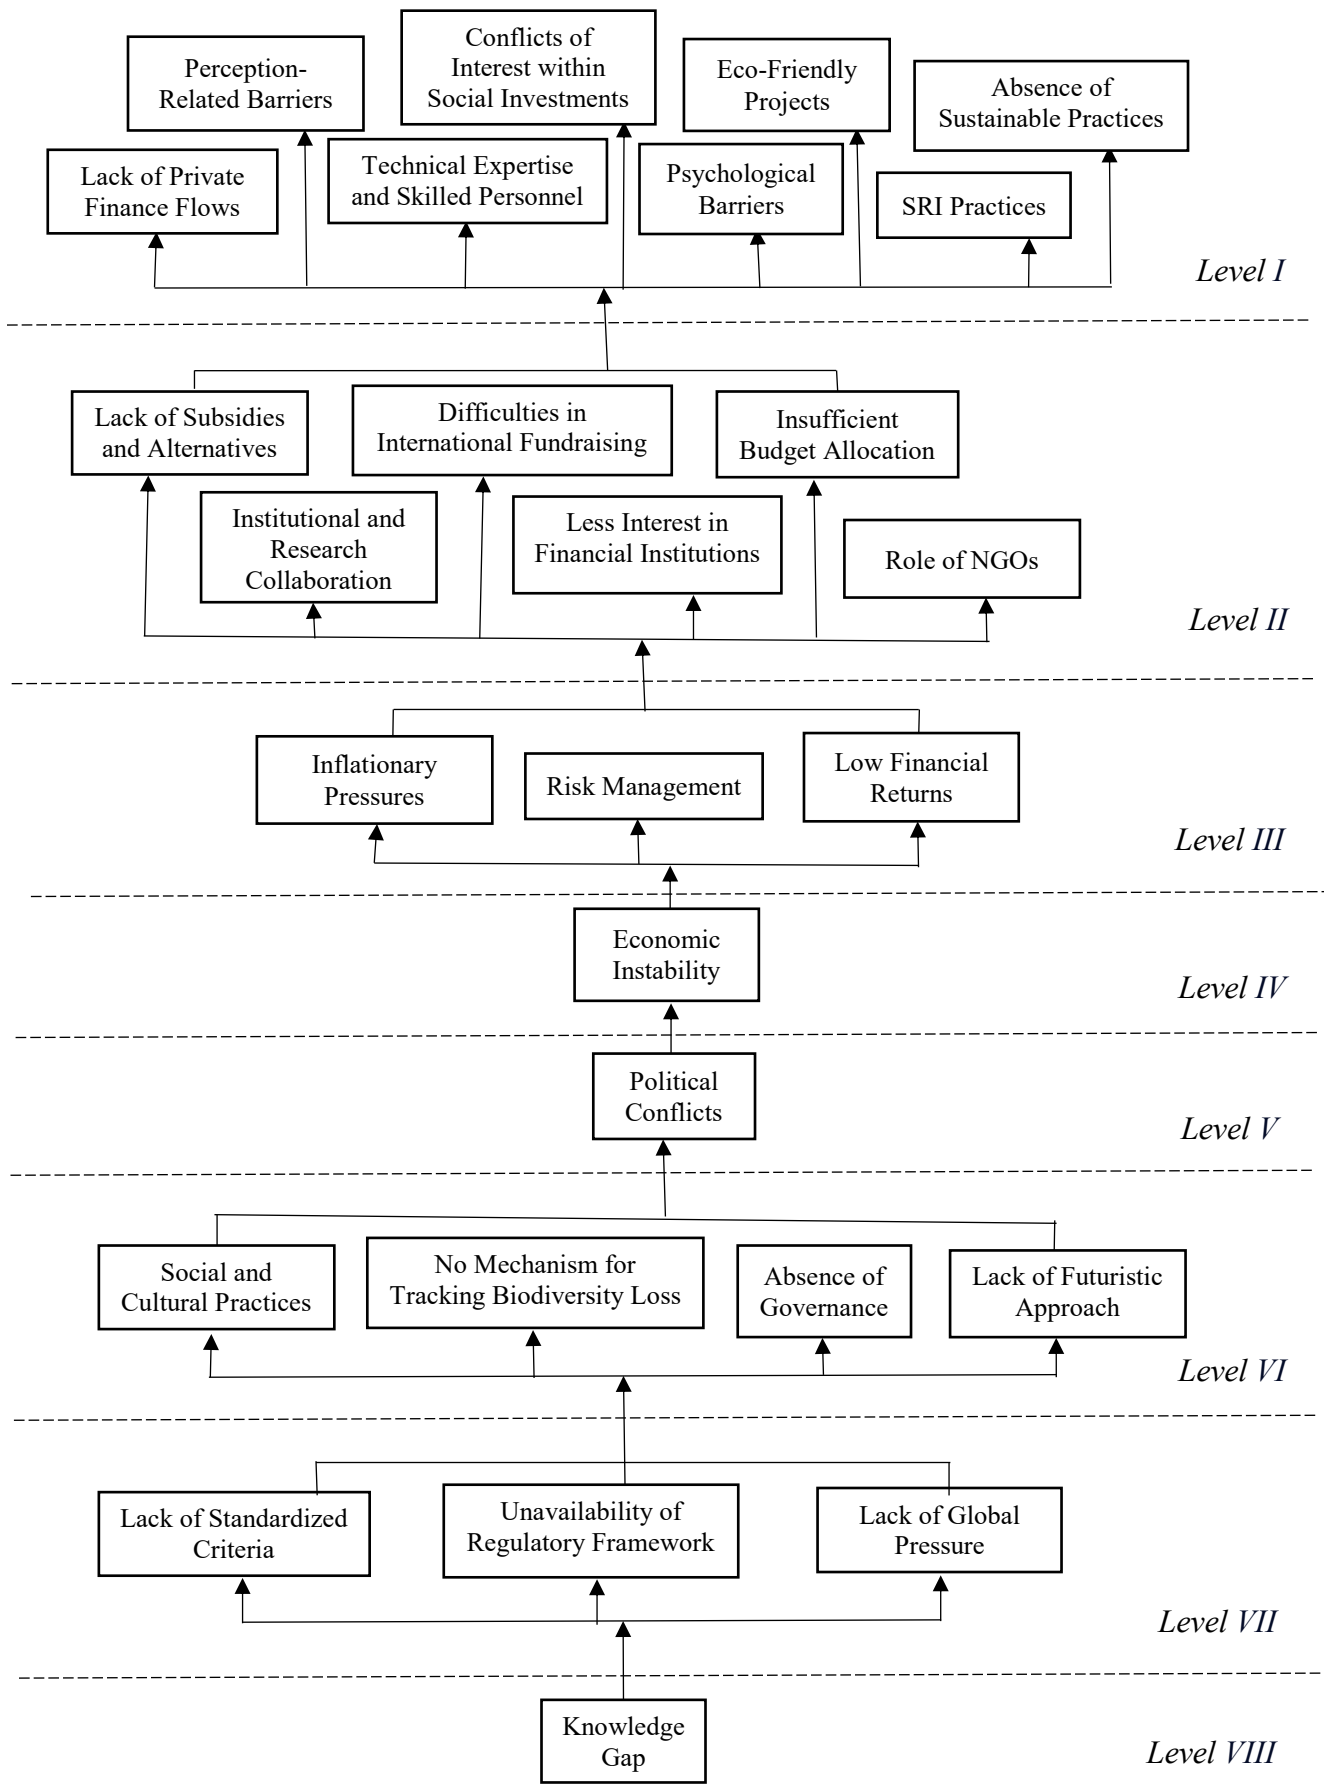 Conflicts of
Interest within
Social Investments
Perception-
Related Barriers
Eco-Friendly
Projects
Absence of
Sustainable Practices
Lack of Private
Finance Flows
Technical Expertise
and Skilled Personnel
Psychological
Barriers
SRI Practices
Level I
Lack of Subsidies
and Alternatives
Difficulties in
International Fundraising
Insufficient
Budget Allocation
Institutional and
Research
Collaboration
Less Interest in
Financial Institutions
Role of NGOs
Level II
Inflationary
Pressures
Risk Management
Low Financial
Returns
Level III
Economic
Instability
Level IV
Political
Conflicts
Level V
Social and
Cultural Practices
No Mechanism for
Tracking Biodiversity Loss
Absence of
Governance
Lack of Futuristic
Approach
Level VI
Lack of Standardized
Criteria
Unavailability of
Regulatory Framework
Lack of Global
Pressure
Level VII
Knowledge
Gap
Level VIII